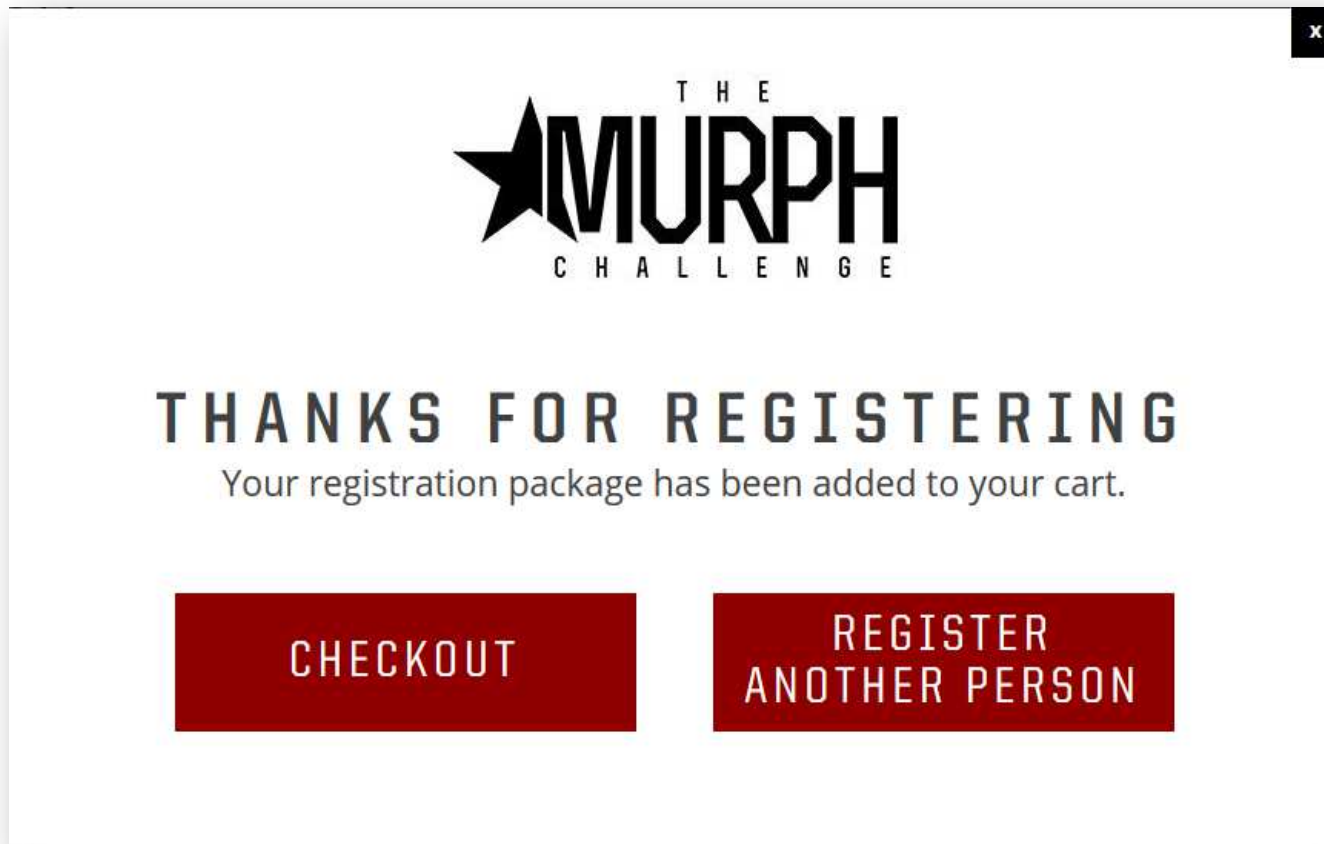 x
THE
MURPH
CHALLENGE
THANKS FOR REGISTERING
Your registration package has been added to your cart.
CHECKOUT
REGISTER
ANOTHER PERSON